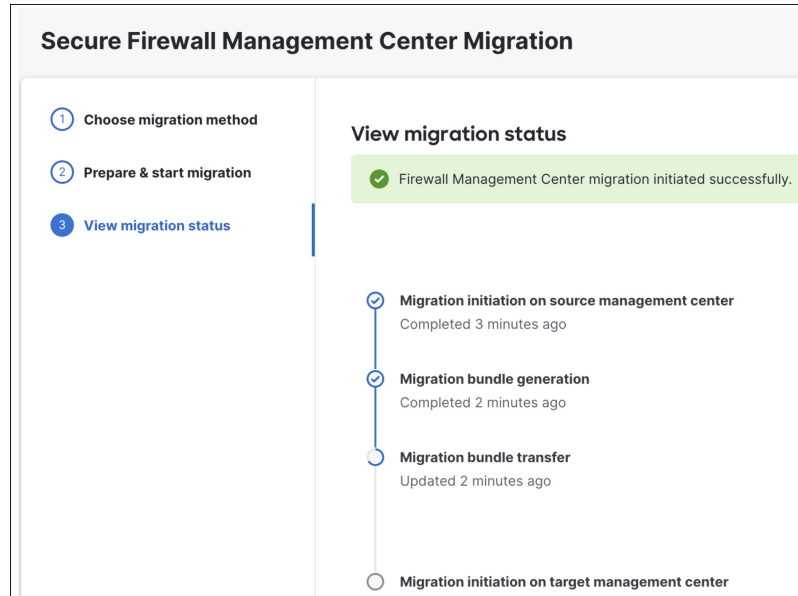 Secure Firewall Management Center Migration
1 Choose migration method
2 Prepare & start migration
3 View migration status
View migration status
Firewall Management Center migration initiated successfully.
Migration initiation on source management center
Completed 3 minutes ago
Migration bundle generation
Completed 2 minutes ago
Migration bundle transfer
Updated 2 minutes ago
Migration initiation on target management center